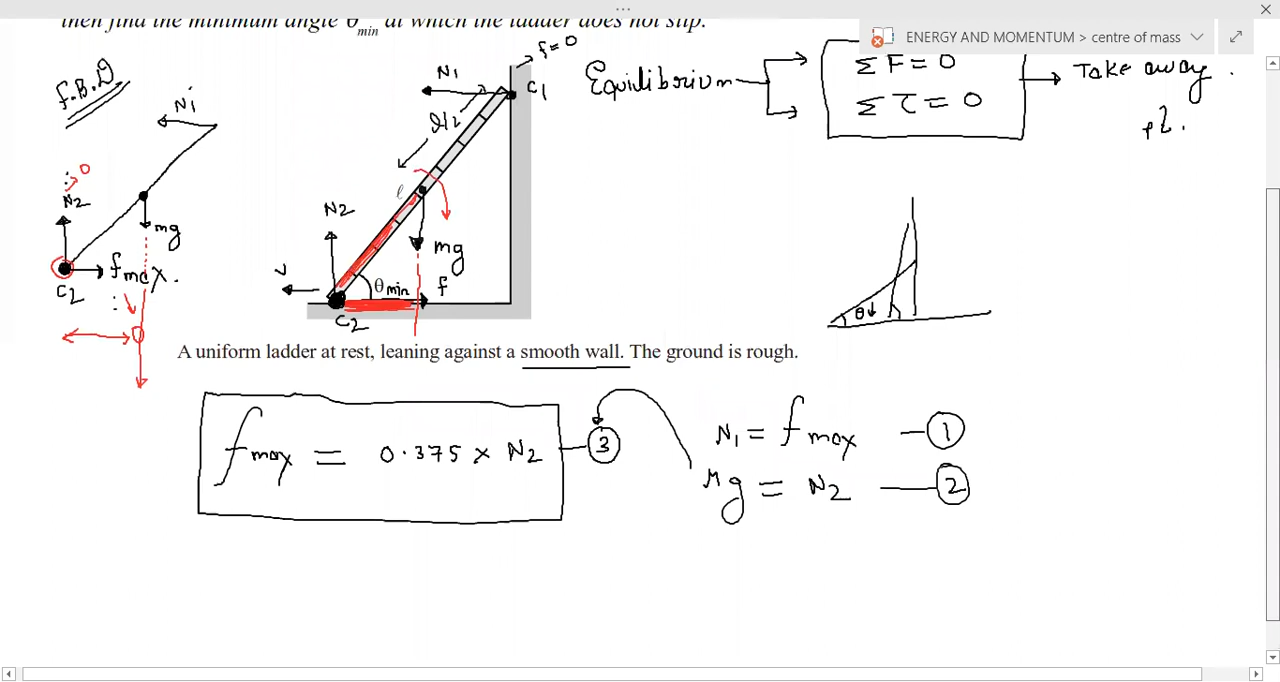 then find the minimum angle θmin at which the ladder does not slip.
ENERGY AND MOMENTUM > centre of mass
F.B.D
N1
N2
0
mg
fmax.
C2
N1
f=0
C1
l/2
l
N2
mg
θmin
f
C2
Equilibrium
ΣF=0
Στ=0
Take away
pt.
θ↓
A uniform ladder at rest, leaning against a smooth wall. The ground is rough.
fmax = 0.375 × N2 — 3
N1 = fmax — 1
Mg = N2 — 2